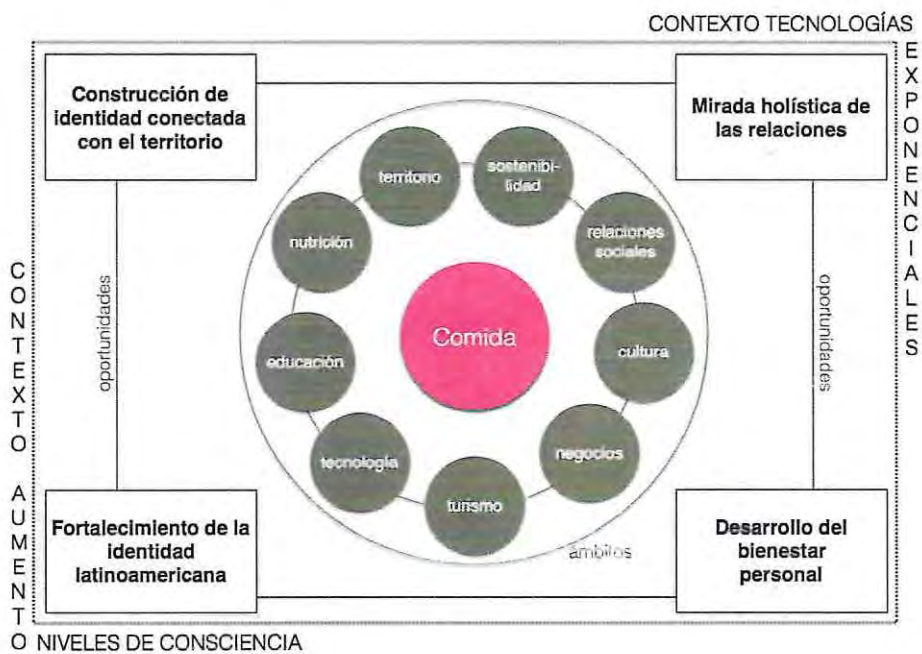 CONTEXTO TECNOLOGÍAS
EXPONENCIALES
Construcción de
identidad conectada
con el territorio
Mirada holística de
las relaciones
territorio
sostenibi-
lidad
nutrición
relaciones
sociales
oportunidades
Comida
oportunidades
educación
cultura
tecnología
negocios
turismo
ámbitos
Fortalecimiento de la
identidad
latinoamericana
Desarrollo del
bienestar
personal
CONTEXTO AUMENTO
NIVELES DE CONSCIENCIA